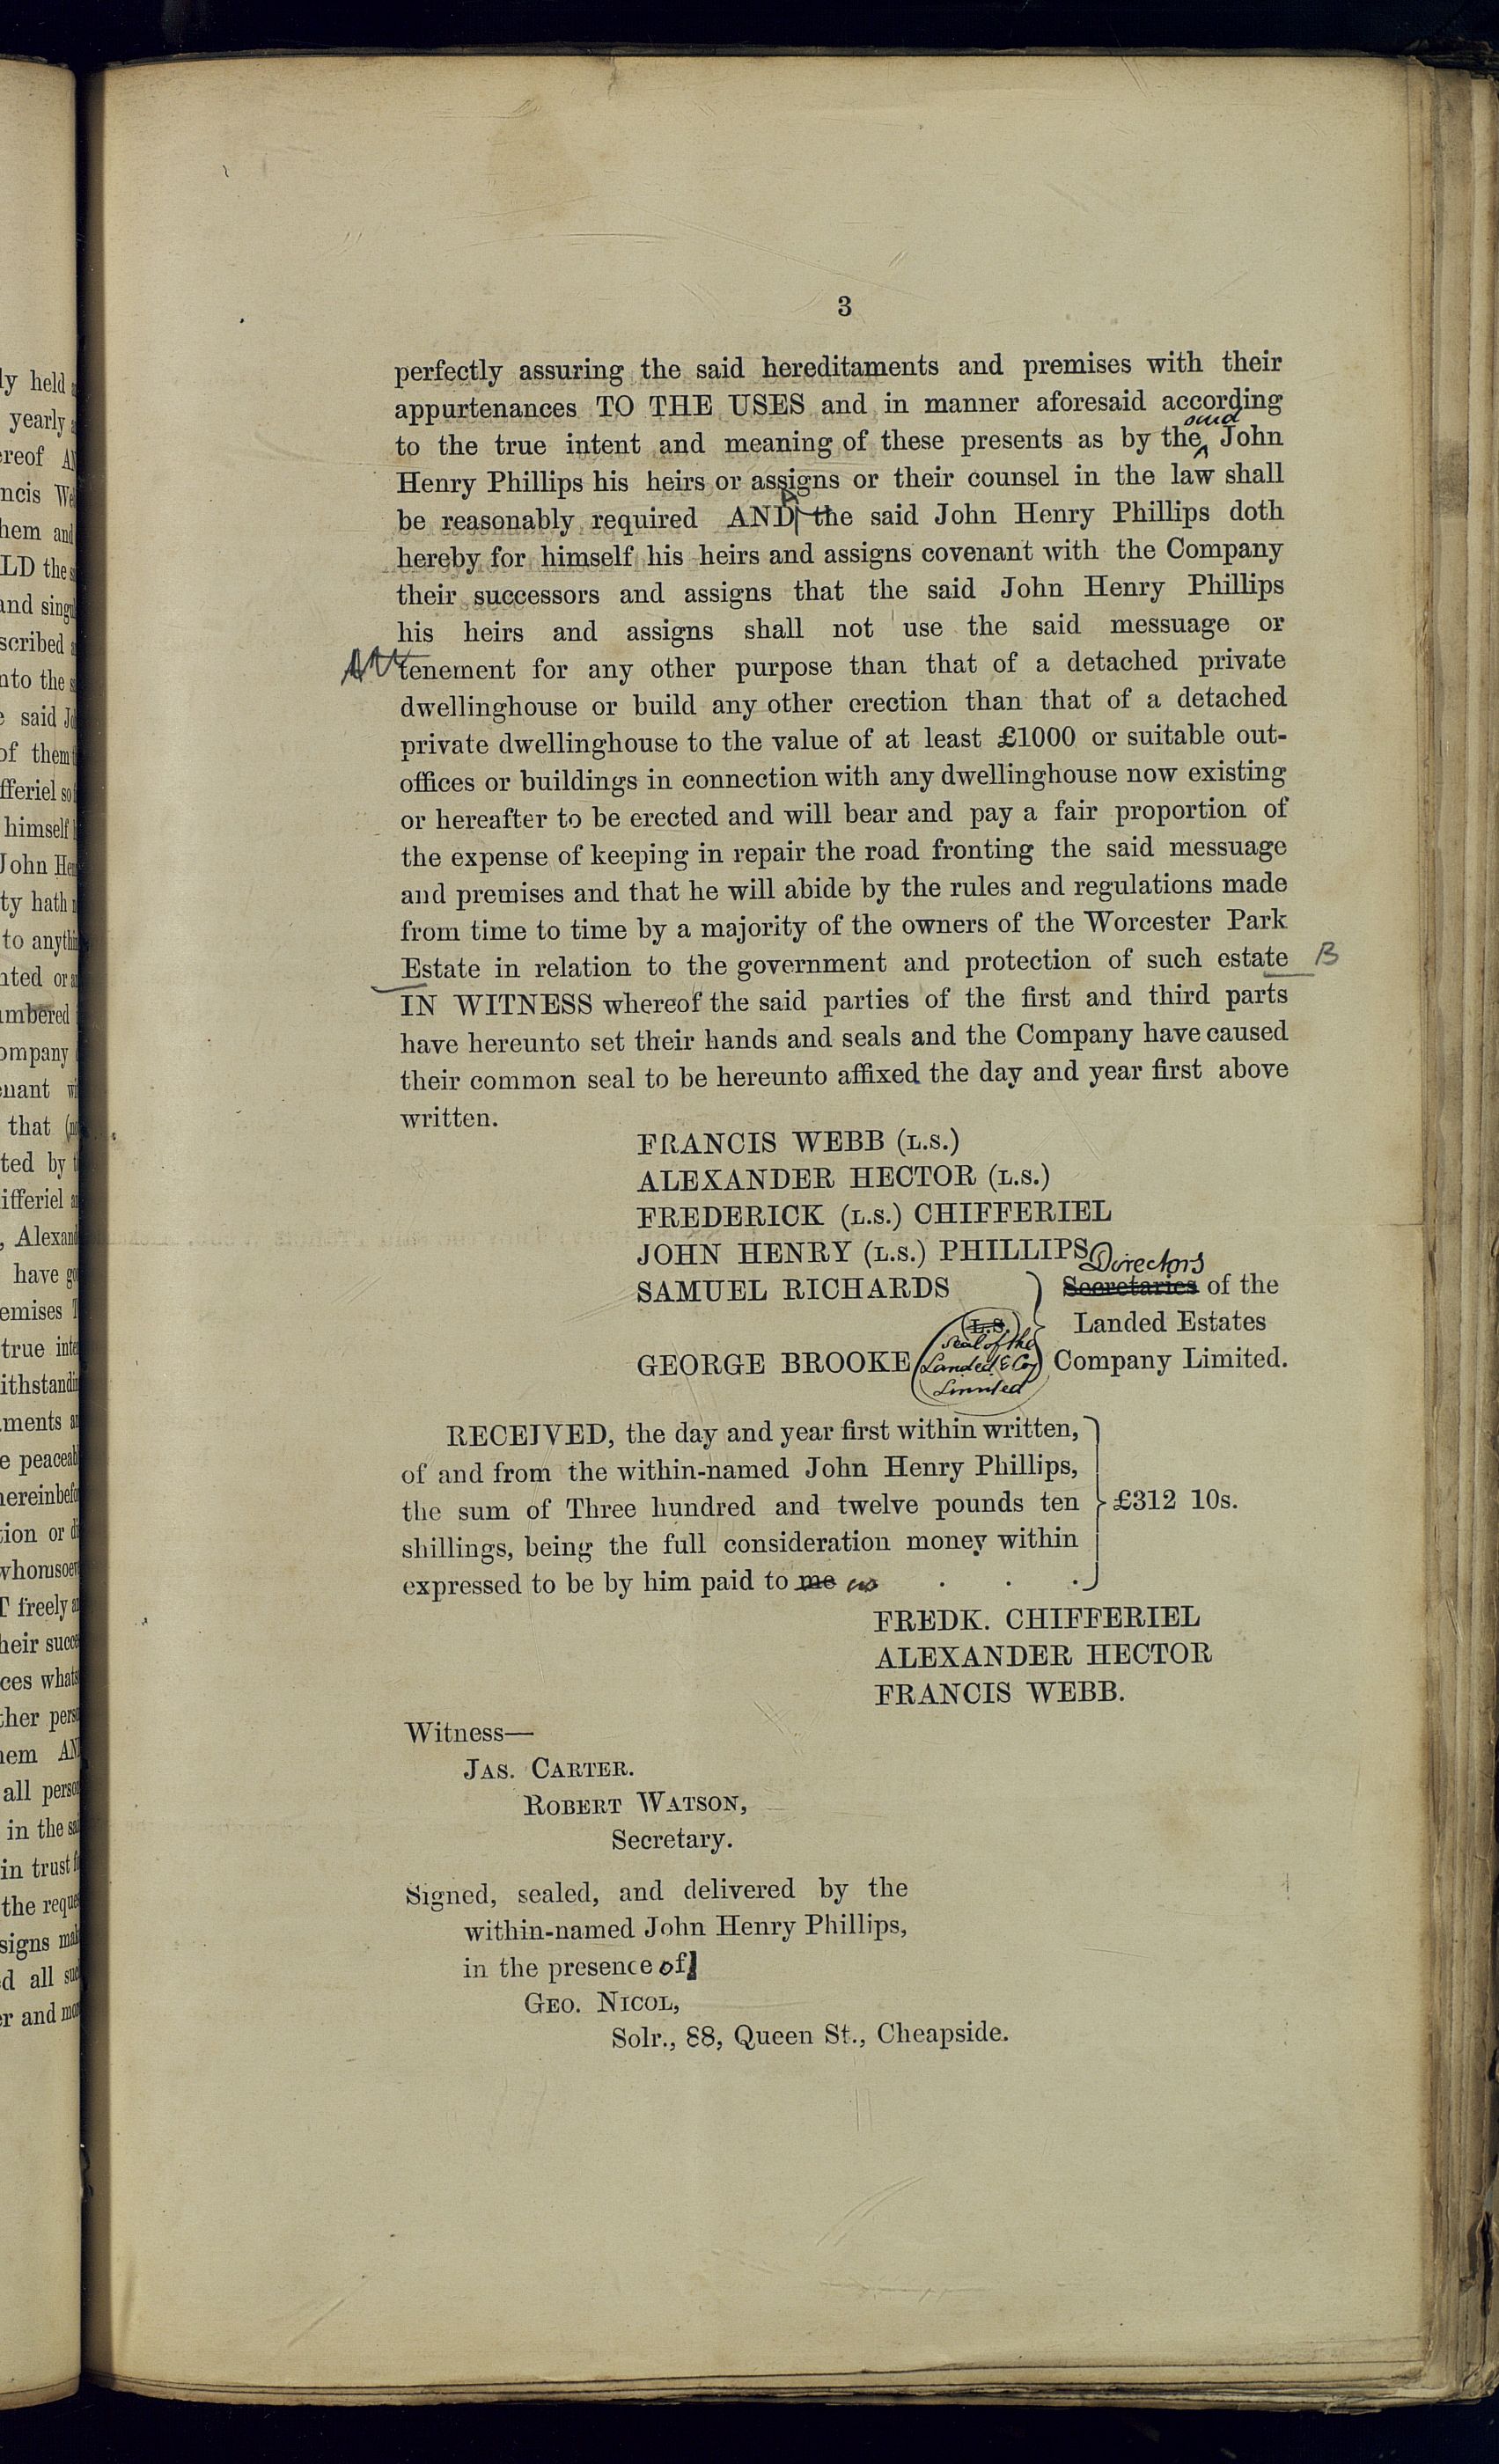 3
perfectly assuring the said hereditaments and premises with their
appurtenances TO THE USES and in manner aforesaid according
said
to the true intent and meaning of these presents as by the John
Henry Phillips his heirs or assigns or their counsel in the law shall
A
be reasonably required AND the said John Henry Phillips doth
hereby for himself his heirs and assigns covenant with the Company
their successors and assigns that the said John Henry Phillips
his heirs and assigns shall not use the said messuage or
tenement for any other purpose than that of a detached private
dwellinghouse or build any other erection than that of a detached
private dwellinghouse to the value of at least £1000 or suitable out-
offices or buildings in connection with any dwellinghouse now existing
or hereafter to be erected and will bear and pay a fair proportion of
the expense of keeping in repair the road fronting the said messuage
and premises and that he will abide by the rules and regulations made
from time to time by a majority of the owners of the Worcester Park
Estate in relation to the government and protection of such estate B
IN WITNESS whereof the said parties of the first and third parts
have hereunto set their hands and seals and the Company have caused
their common seal to be hereunto affixed the day and year first above
written.
FRANCIS WEBB (L.S.)
ALEXANDER HECTOR (L.S.)
FREDERICK (L.S.) CHIFFERIEL
JOHN HENRY (L.S.) PHILLIPS
Directors
SAMUEL RICHARDS Secretaries of the
(L.S.) Landed Estates
Seal of the
GEORGE BROOKE Landed E Coy Company Limited.
Limited
RECEIVED, the day and year first within written,
of and from the within-named John Henry Phillips,
the sum of Three hundred and twelve pounds ten £312 10s.
shillings, being the full consideration money within
expressed to be by him paid to me us . . .
FREDK. CHIFFERIEL
ALEXANDER HECTOR
FRANCIS WEBB.
Witness—
JAS. CARTER.
ROBERT WATSON,
Secretary.
Signed, sealed, and delivered by the
within-named John Henry Phillips,
in the presence of
GEO. NICOL,
Solr., 88, Queen St., Cheapside.